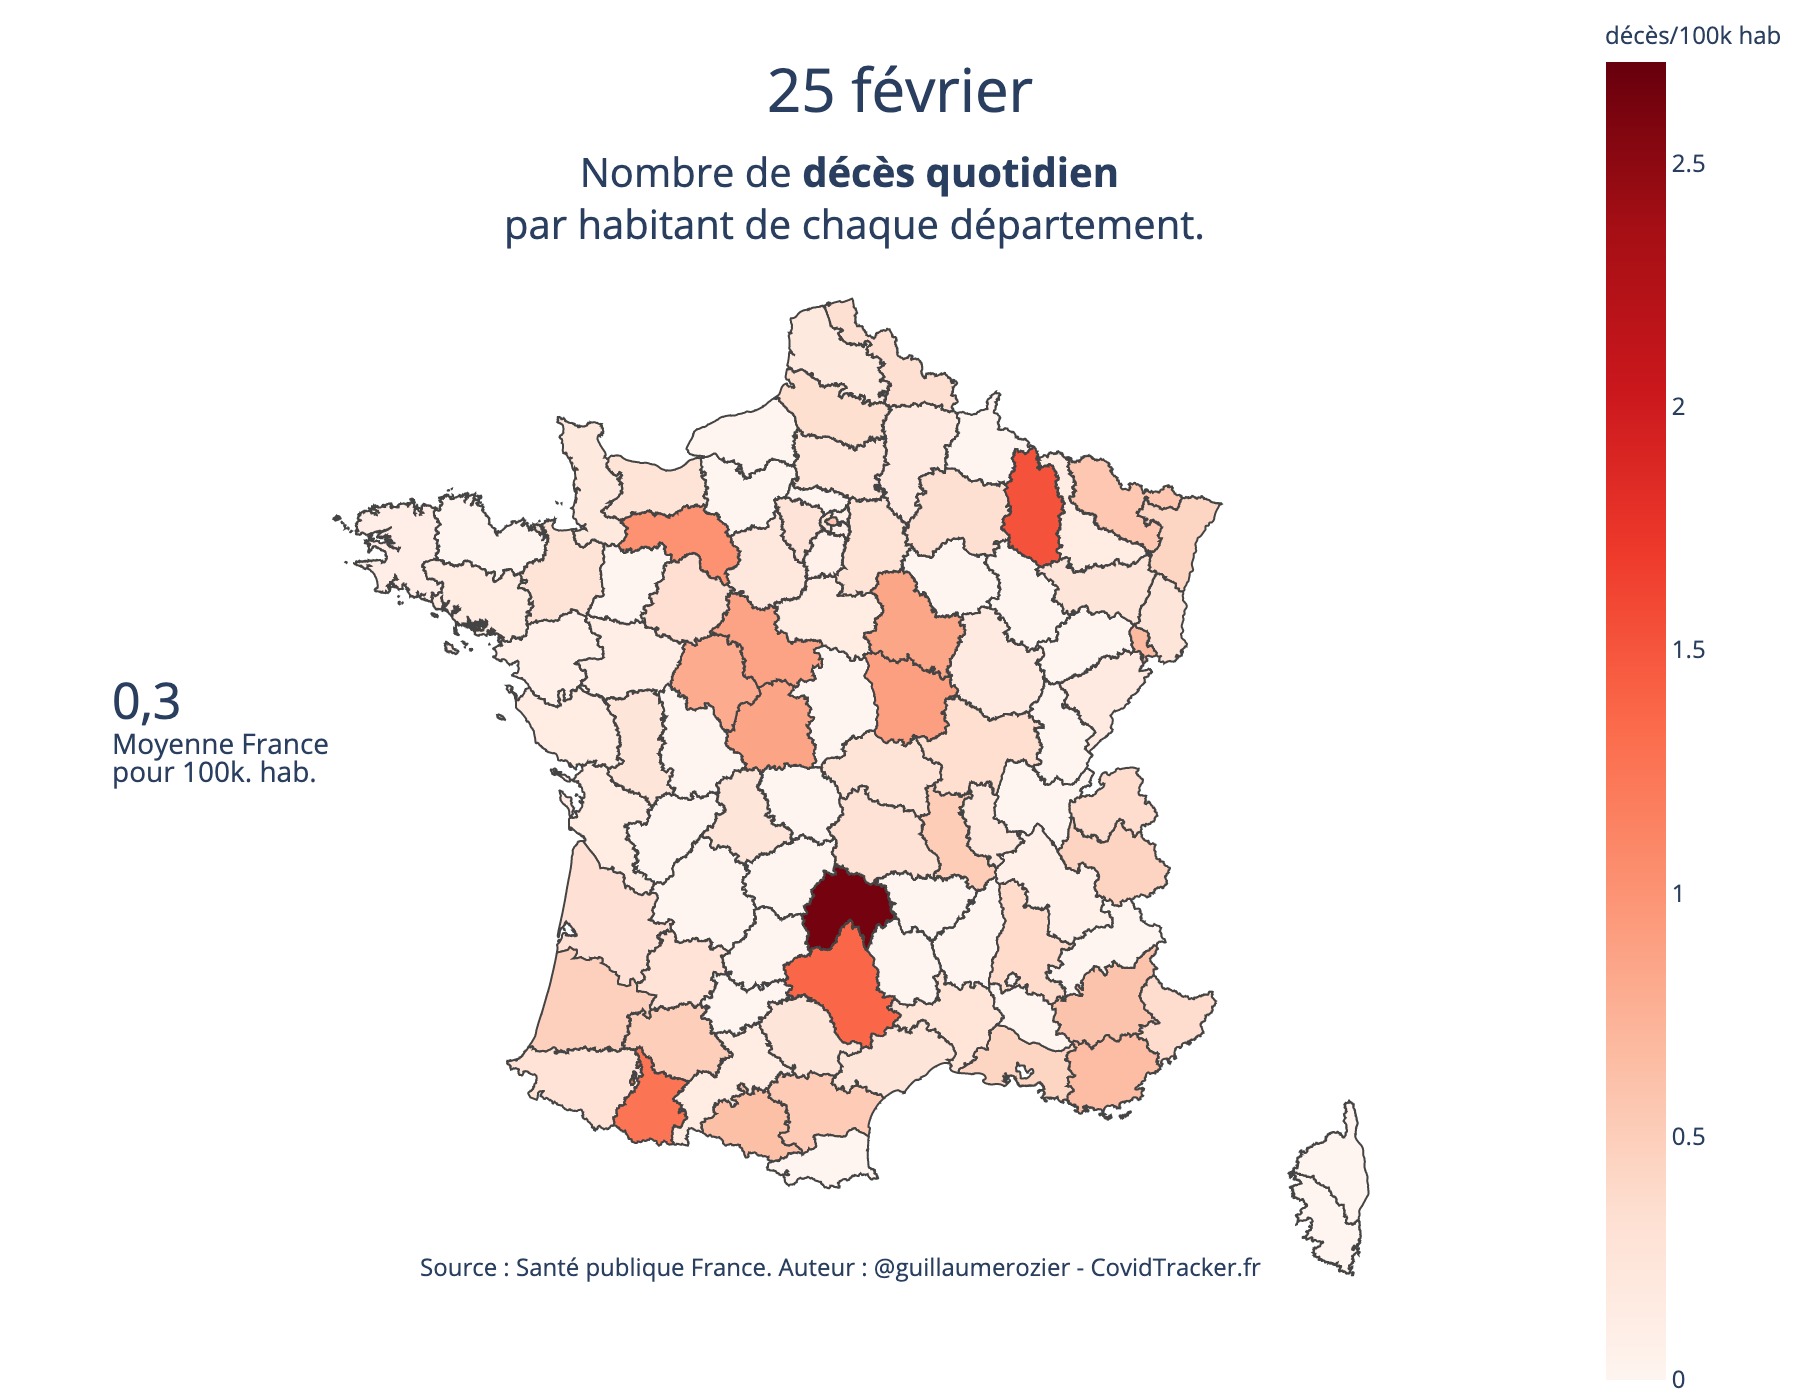 décès/100k hab
25 février
Nombre de décès quotidien
par habitant de chaque département.
2.5
2
1.5
1
0.5
0
0,3
Moyenne France
pour 100k. hab.
Source : Santé publique France. Auteur : @guillaumerozier - CovidTracker.fr